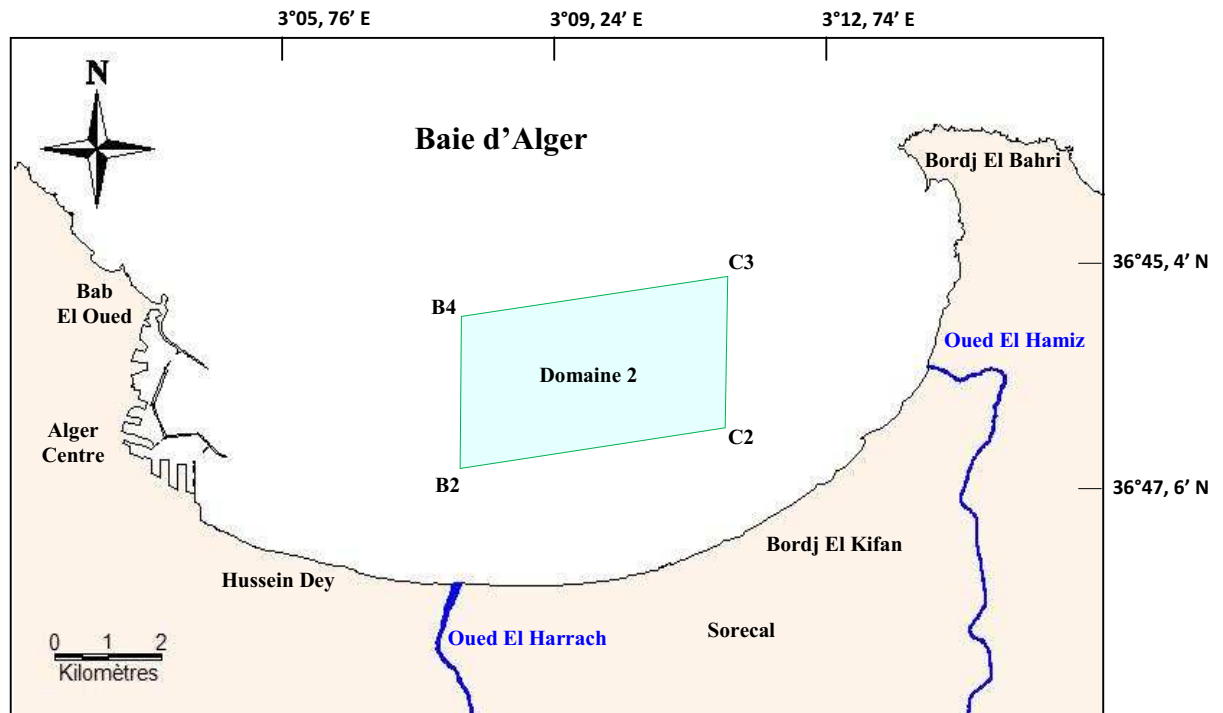 3°05, 76’ E
3°09, 24’ E
3°12, 74’ E
N
Baie d’Alger
Bordj El Bahri
36°45, 4’ N
C3
Bab
El Oued
B4
Oued El Hamiz
Domaine 2
Alger
Centre
C2
B2
36°47, 6’ N
Bordj El Kifan
Hussein Dey
Sorecal
Oued El Harrach
0 1 2
Kilomètres